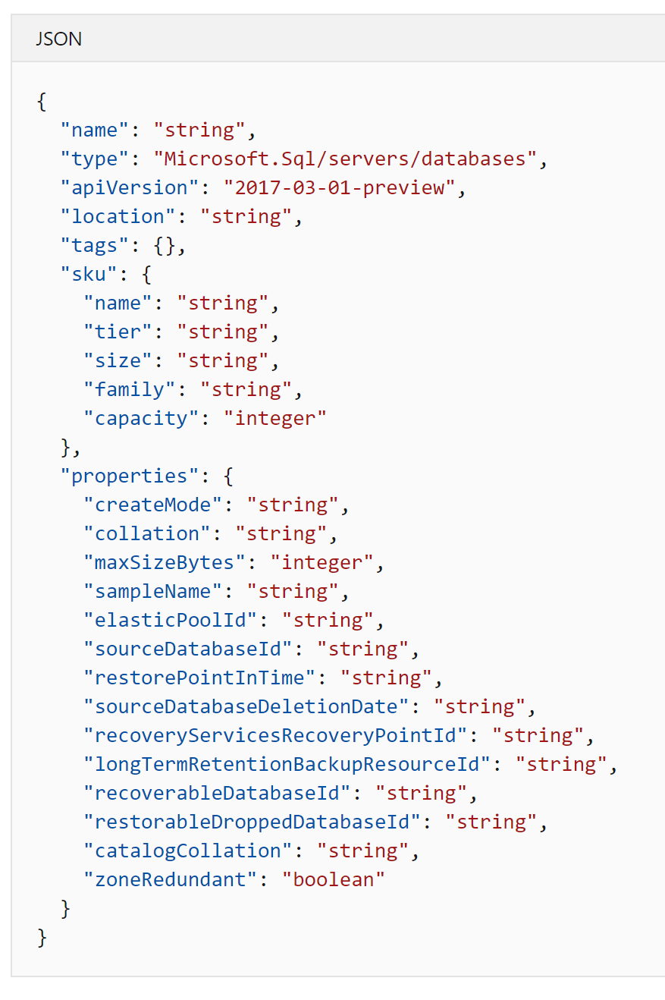 JSON
{
  "name": "string",
  "type": "Microsoft.Sql/servers/databases",
  "apiVersion": "2017-03-01-preview",
  "location": "string",
  "tags": {},
  "sku": {
    "name": "string",
    "tier": "string",
    "size": "string",
    "family": "string",
    "capacity": "integer"
  },
  "properties": {
    "createMode": "string",
    "collation": "string",
    "maxSizeBytes": "integer",
    "sampleName": "string",
    "elasticPoolId": "string",
    "sourceDatabaseId": "string",
    "restorePointInTime": "string",
    "sourceDatabaseDeletionDate": "string",
    "recoveryServicesRecoveryPointId": "string",
    "longTermRetentionBackupResourceId": "string",
    "recoverableDatabaseId": "string",
    "restorableDroppedDatabaseId": "string",
    "catalogCollation": "string",
    "zoneRedundant": "boolean"
  }
}